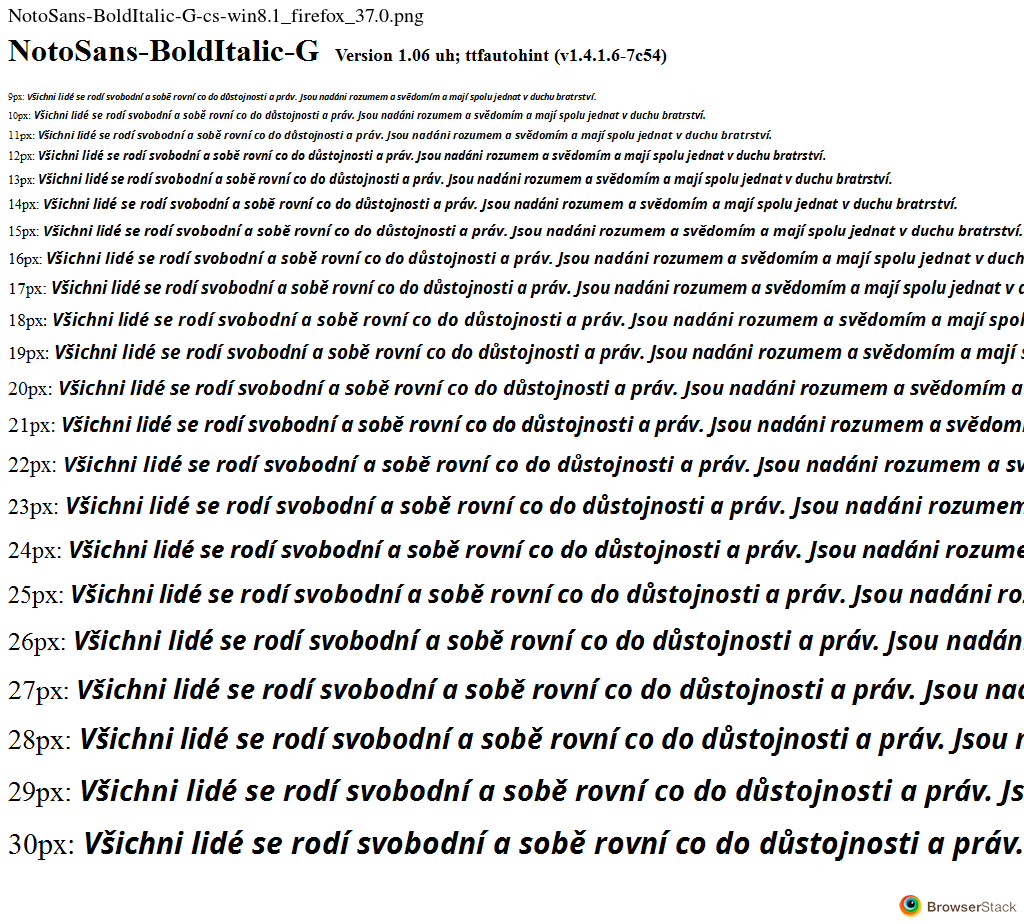 NotoSans-BoldItalic-G-cs-win8.1_firefox_37.0.png
NotoSans-BoldItalic-G Version 1.06 uh; ttfautohint (v1.4.1.6-7c54)
9px: Všichni lidé se rodí svobodní a sobě rovní co do důstojnosti a práv. Jsou nadáni rozumem a svědomím a mají spolu jednat v duchu bratrství.
10px: Všichni lidé se rodí svobodní a sobě rovní co do důstojnosti a práv. Jsou nadáni rozumem a svědomím a mají spolu jednat v duchu bratrství.
11px: Všichni lidé se rodí svobodní a sobě rovní co do důstojnosti a práv. Jsou nadáni rozumem a svědomím a mají spolu jednat v duchu bratrství.
12px: Všichni lidé se rodí svobodní a sobě rovní co do důstojnosti a práv. Jsou nadáni rozumem a svědomím a mají spolu jednat v duchu bratrství.
13px: Všichni lidé se rodí svobodní a sobě rovní co do důstojnosti a práv. Jsou nadáni rozumem a svědomím a mají spolu jednat v duchu bratrství.
14px: Všichni lidé se rodí svobodní a sobě rovní co do důstojnosti a práv. Jsou nadáni rozumem a svědomím a mají spolu jednat v duchu bratrství.
15px: Všichni lidé se rodí svobodní a sobě rovní co do důstojnosti a práv. Jsou nadáni rozumem a svědomím a mají spolu jednat v duchu bratrství.
16px: Všichni lidé se rodí svobodní a sobě rovní co do důstojnosti a práv. Jsou nadáni rozumem a svědomím a mají spolu jednat v duch
17px: Všichni lidé se rodí svobodní a sobě rovní co do důstojnosti a práv. Jsou nadáni rozumem a svědomím a mají spolu jednat v d
18px: Všichni lidé se rodí svobodní a sobě rovní co do důstojnosti a práv. Jsou nadáni rozumem a svědomím a mají spol
19px: Všichni lidé se rodí svobodní a sobě rovní co do důstojnosti a práv. Jsou nadáni rozumem a svědomím a mají s
20px: Všichni lidé se rodí svobodní a sobě rovní co do důstojnosti a práv. Jsou nadáni rozumem a svědomím a
21px: Všichni lidé se rodí svobodní a sobě rovní co do důstojnosti a práv. Jsou nadáni rozumem a svědom
22px: Všichni lidé se rodí svobodní a sobě rovní co do důstojnosti a práv. Jsou nadáni rozumem a sv
23px: Všichni lidé se rodí svobodní a sobě rovní co do důstojnosti a práv. Jsou nadáni rozumem
24px: Všichni lidé se rodí svobodní a sobě rovní co do důstojnosti a práv. Jsou nadáni rozume
25px: Všichni lidé se rodí svobodní a sobě rovní co do důstojnosti a práv. Jsou nadáni roz
26px: Všichni lidé se rodí svobodní a sobě rovní co do důstojnosti a práv. Jsou nadán
27px: Všichni lidé se rodí svobodní a sobě rovní co do důstojnosti a práv. Jsou nad
28px: Všichni lidé se rodí svobodní a sobě rovní co do důstojnosti a práv. Jsou n
29px: Všichni lidé se rodí svobodní a sobě rovní co do důstojnosti a práv. Js
30px: Všichni lidé se rodí svobodní a sobě rovní co do důstojnosti a práv.
BrowserStack